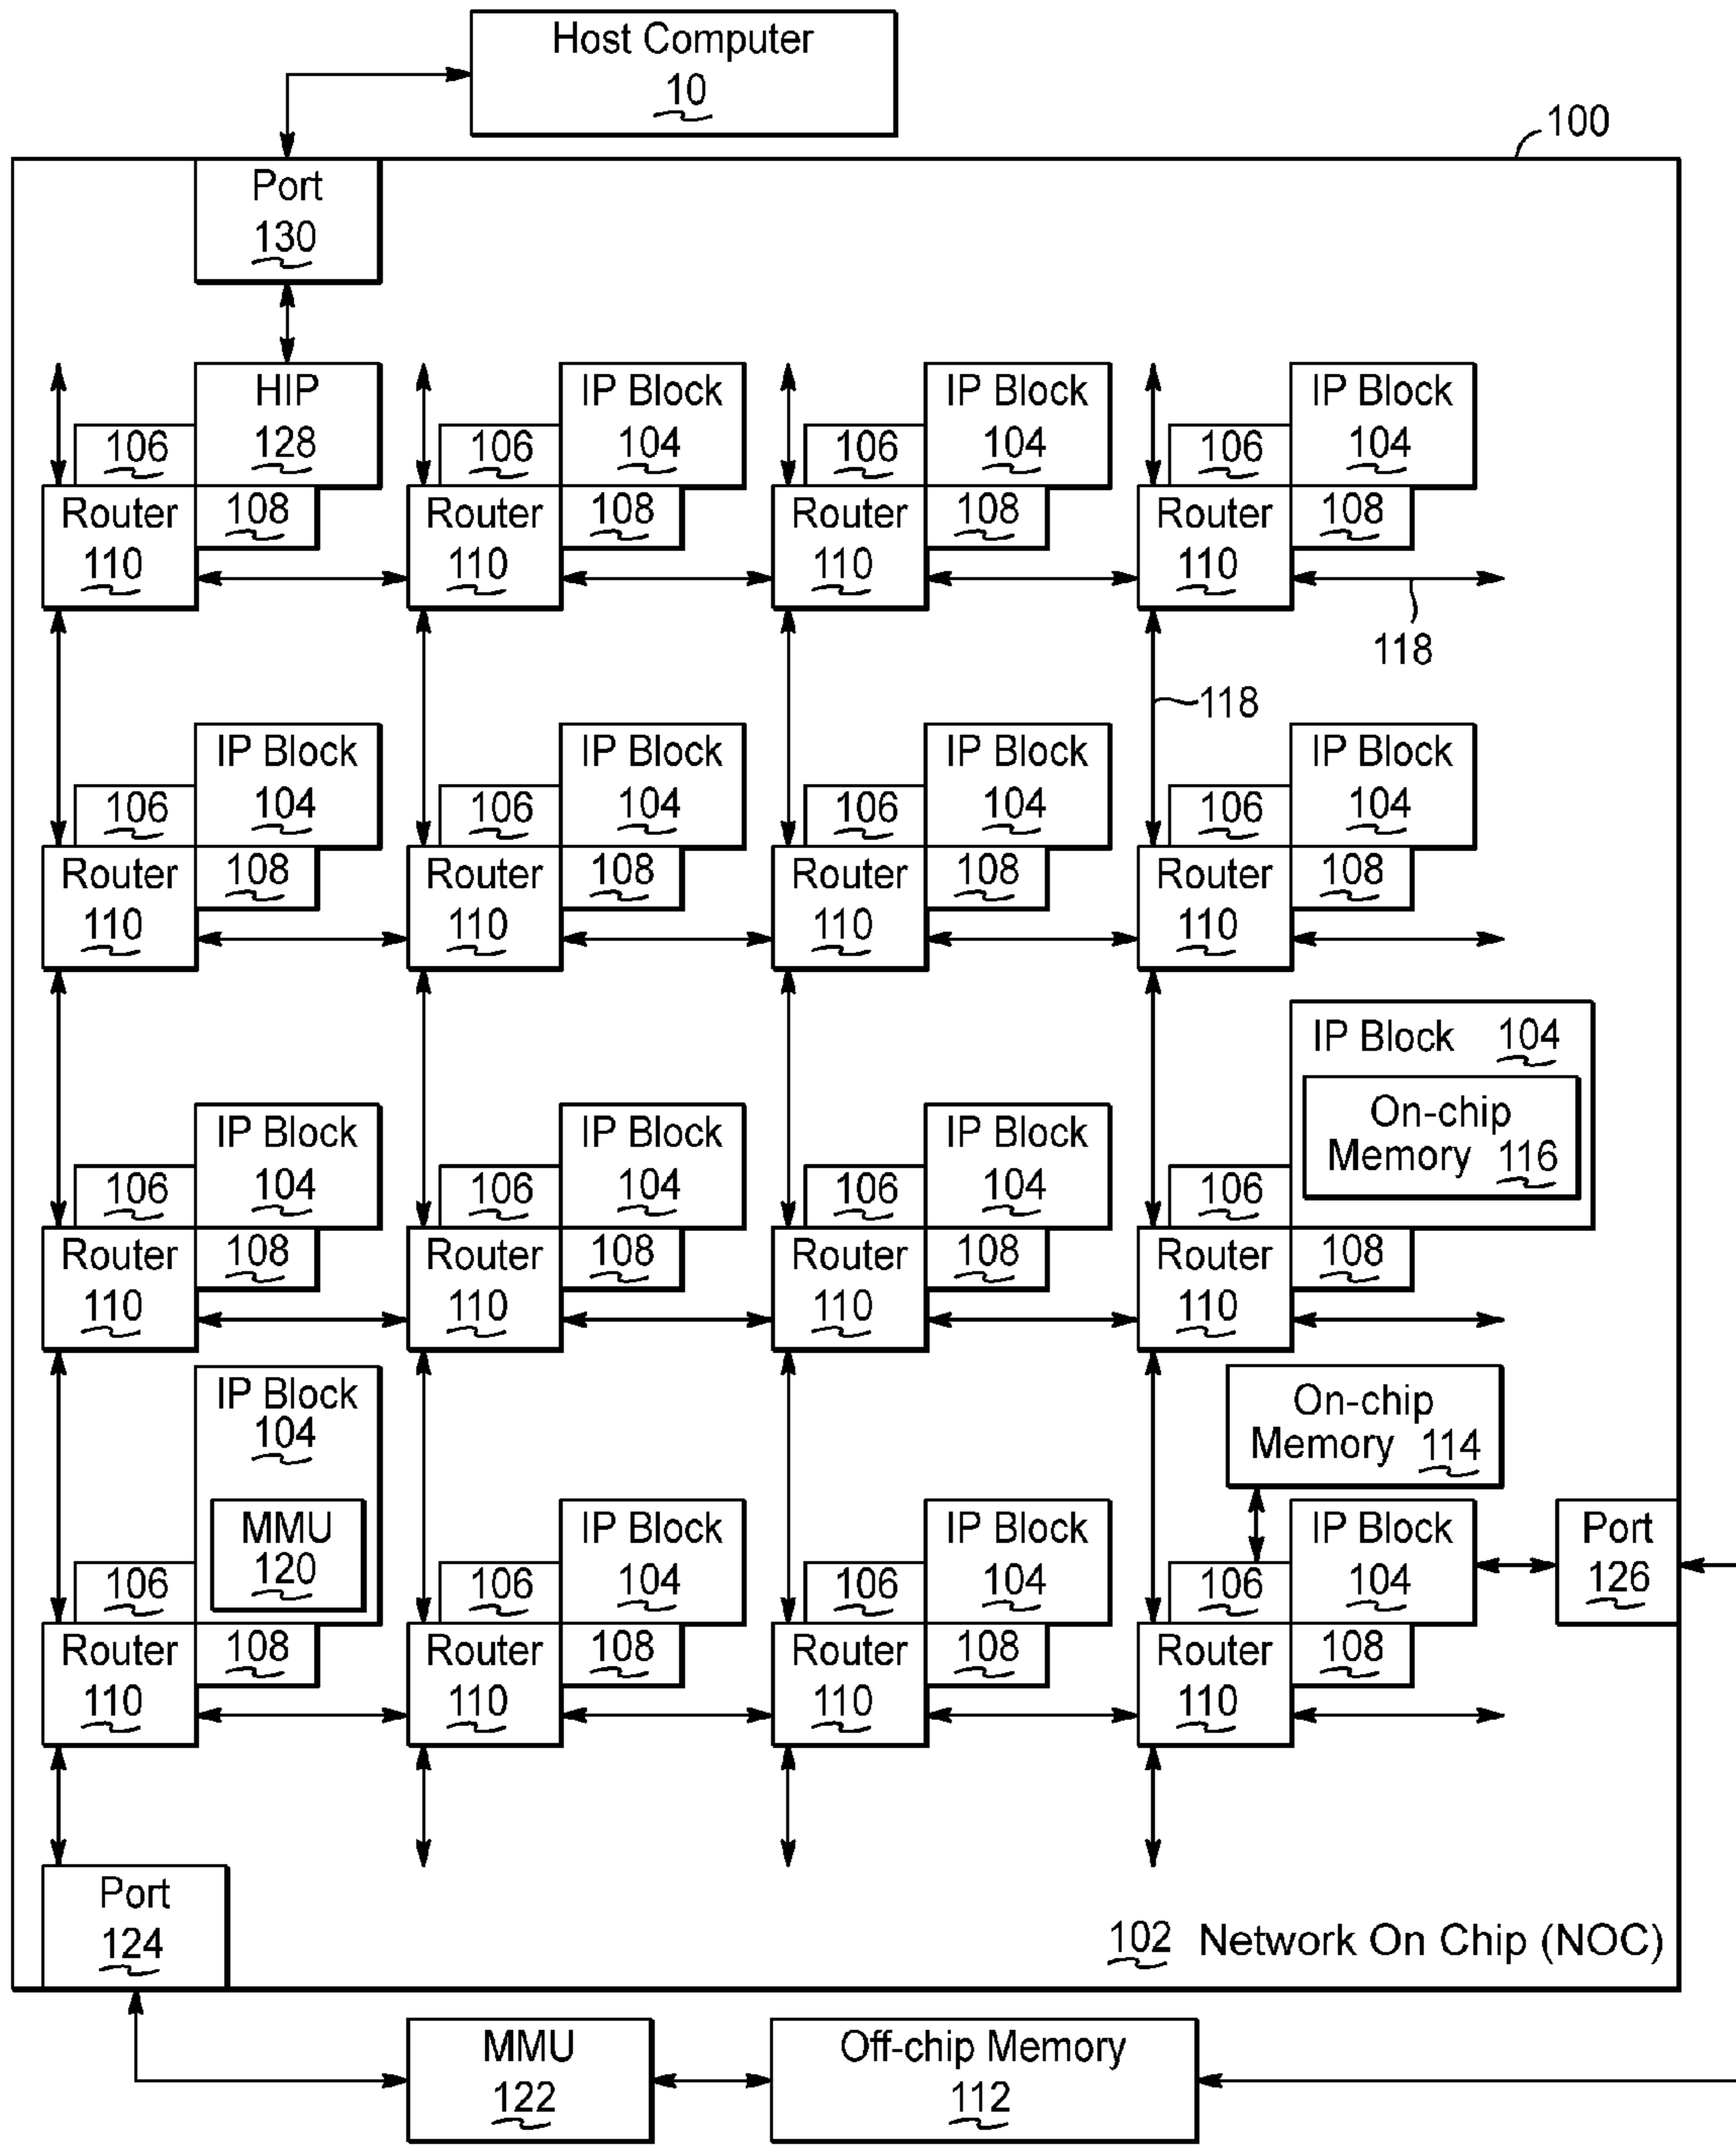 Host Computer
10
100
Port
130
HIP
128
IP Block
104
IP Block
104
IP Block
104
106
106
106
106
Router
110
108
Router
110
108
Router
110
108
Router
110
108
118
118
IP Block
104
IP Block
104
IP Block
104
IP Block
104
106
106
106
106
Router
110
108
Router
110
108
Router
110
108
Router
110
108
IP Block 104
On-chip
Memory 116
IP Block
104
IP Block
104
IP Block
104
106
106
106
106
Router
110
108
Router
110
108
Router
110
108
Router
110
108
IP Block
104
MMU
120
On-chip
Memory 114
IP Block
104
IP Block
104
IP Block
104
Port
126
106
106
106
106
Router
110
108
Router
110
108
Router
110
108
Router
110
108
Port
124
102 Network On Chip (NOC)
MMU
122
Off-chip Memory
112